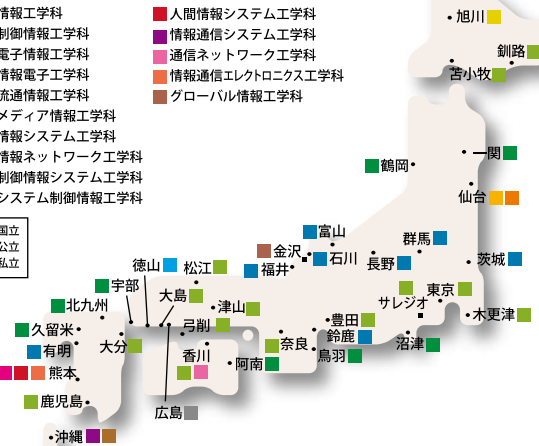 情報工学科
制御情報工学科
電子情報工学科
情報電子工学科
流通情報工学科
メディア情報工学科
情報システム工学科
情報ネットワーク工学科
制御情報システム工学科
システム制御情報工学科
人間情報システム工学科
情報通信システム工学科
通信ネットワーク工学科
情報通信エレクトロニクス工学科
グローバル情報工学科
国立
公立
私立
旭川
釧路
苫小牧
一関
鶴岡
仙台
富山
群馬
金沢
石川
長野
茨城
福井
徳山
松江
宇部
大島
津山
サレジオ
東京
北九州
久留米
弓削
豊田
木更津
有明
大分
香川
奈良
鈴鹿
沼津
鳥羽
阿南
熊本
鹿児島
広島
沖縄